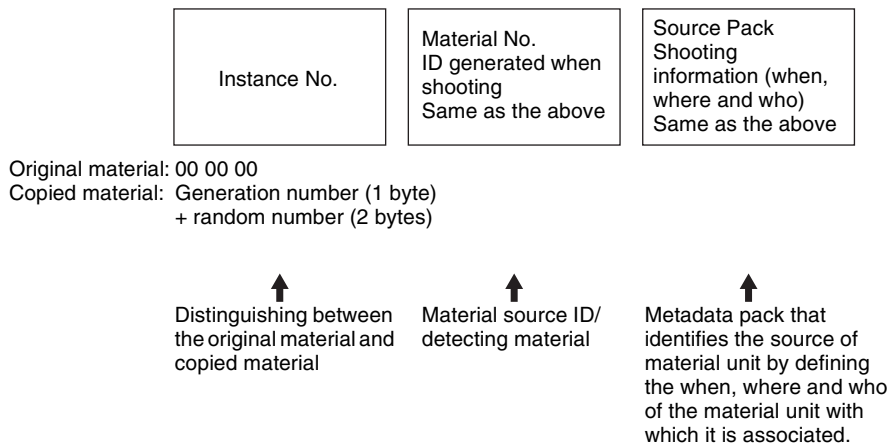 Instance No.
Material No.
ID generated when
shooting
Same as the above
Source Pack
Shooting
information (when,
where and who)
Same as the above
Original material: 00 00 00
Copied material: Generation number (1 byte)
+ random number (2 bytes)
Distinguishing between
the original material and
copied material
Material source ID/
detecting material
Metadata pack that
identifies the source of
material unit by defining
the when, where and who
of the material unit with
which it is associated.